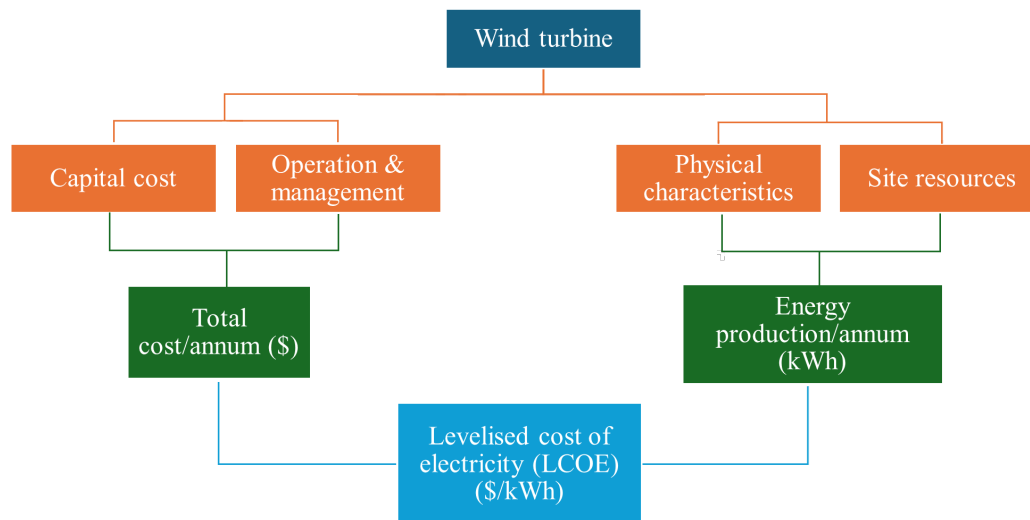 Wind turbine
Capital cost
Operation &
management
Physical
characteristics
Site resources
Total
cost/annum ($)
Energy
production/annum
(kWh)
Levelised cost of
electricity (LCOE)
($/kWh)